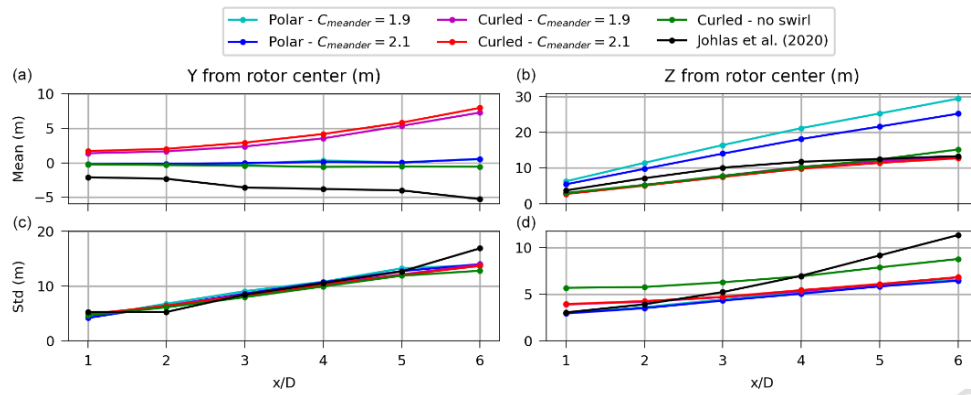 Polar - C_meander = 1.9
Curled - C_meander = 1.9
Curled - no swirl
Polar - C_meander = 2.1
Curled - C_meander = 2.1
Johlas et al. (2020)
(a)
Y from rotor center (m)
(b)
Z from rotor center (m)
Mean (m)
10
5
0
−5
30
20
10
0
(c)
(d)
Std (m)
20
10
0
10
5
0
1 2 3 4 5 6
1 2 3 4 5 6
x/D
x/D